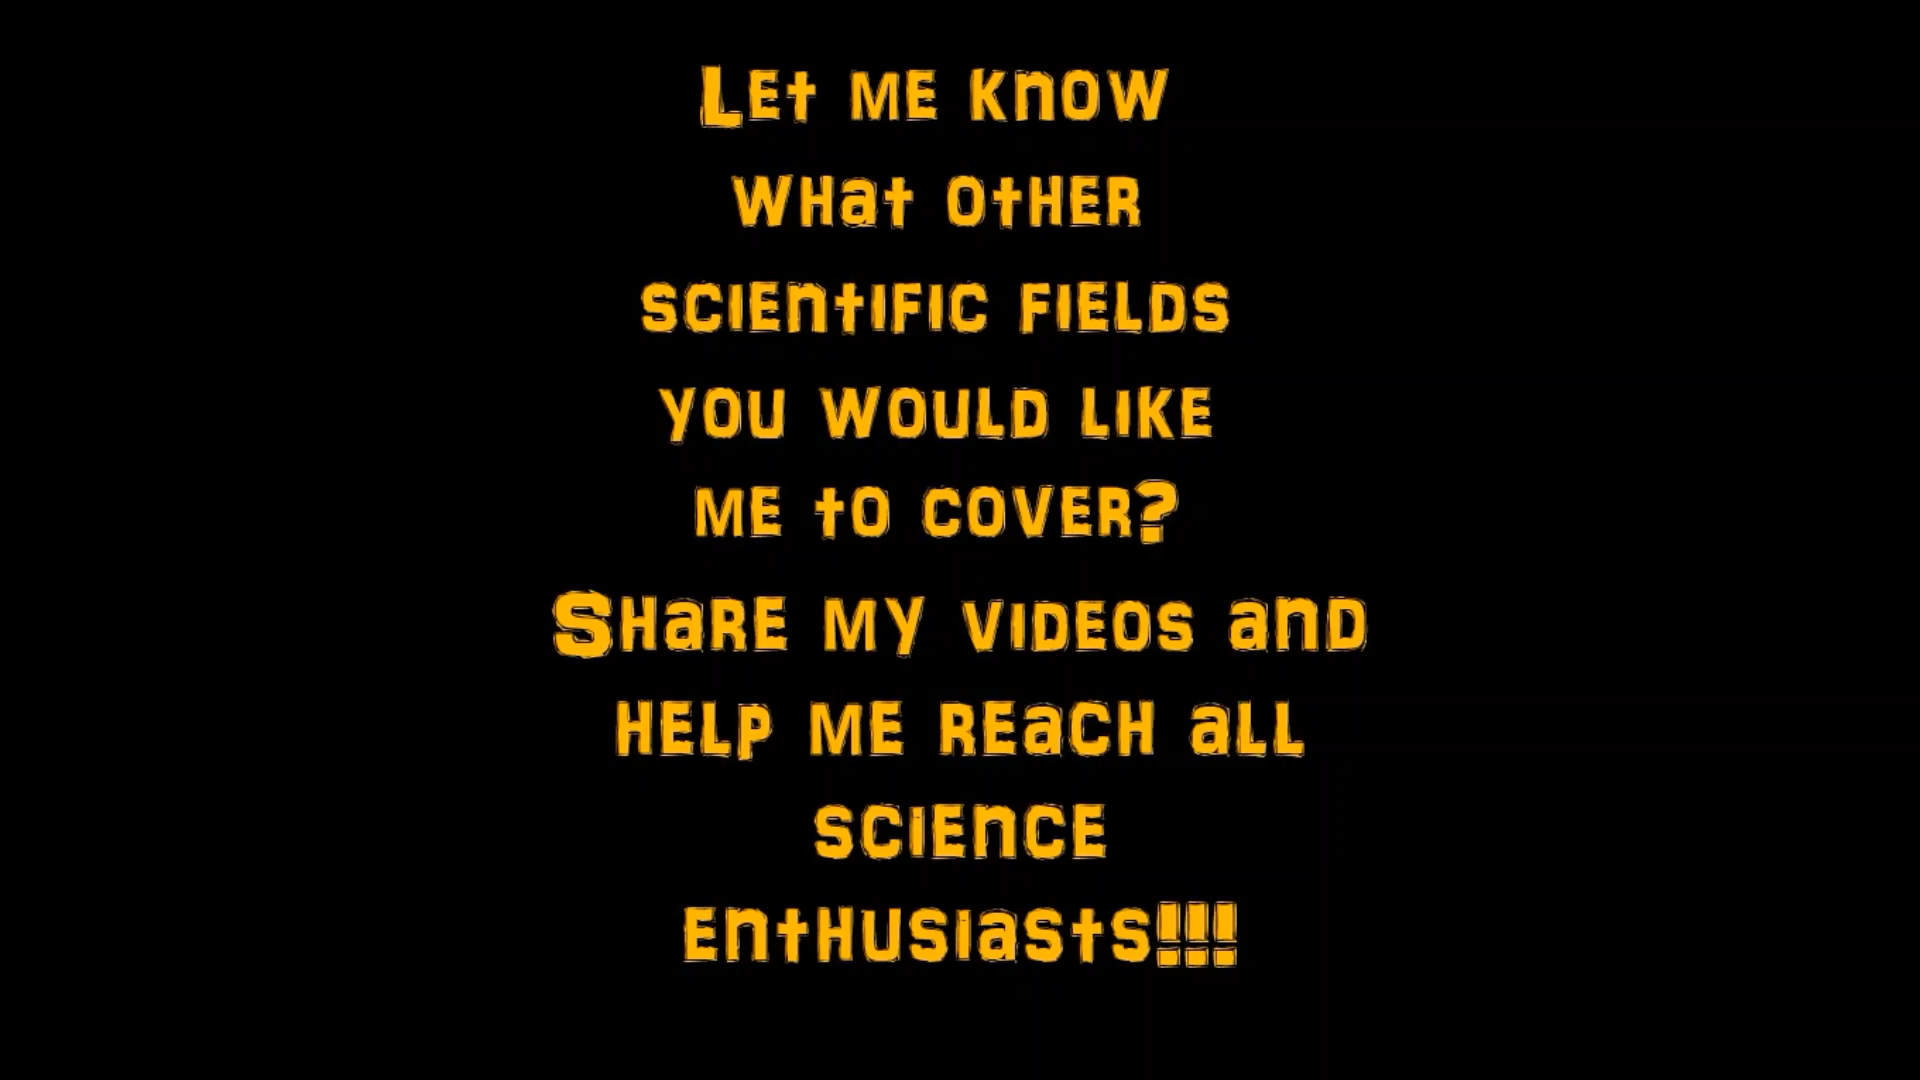 Let me know
what other
scientific fields
you would like
me to cover?
Share my videos and
help me reach all
science
enthusiasts!!!